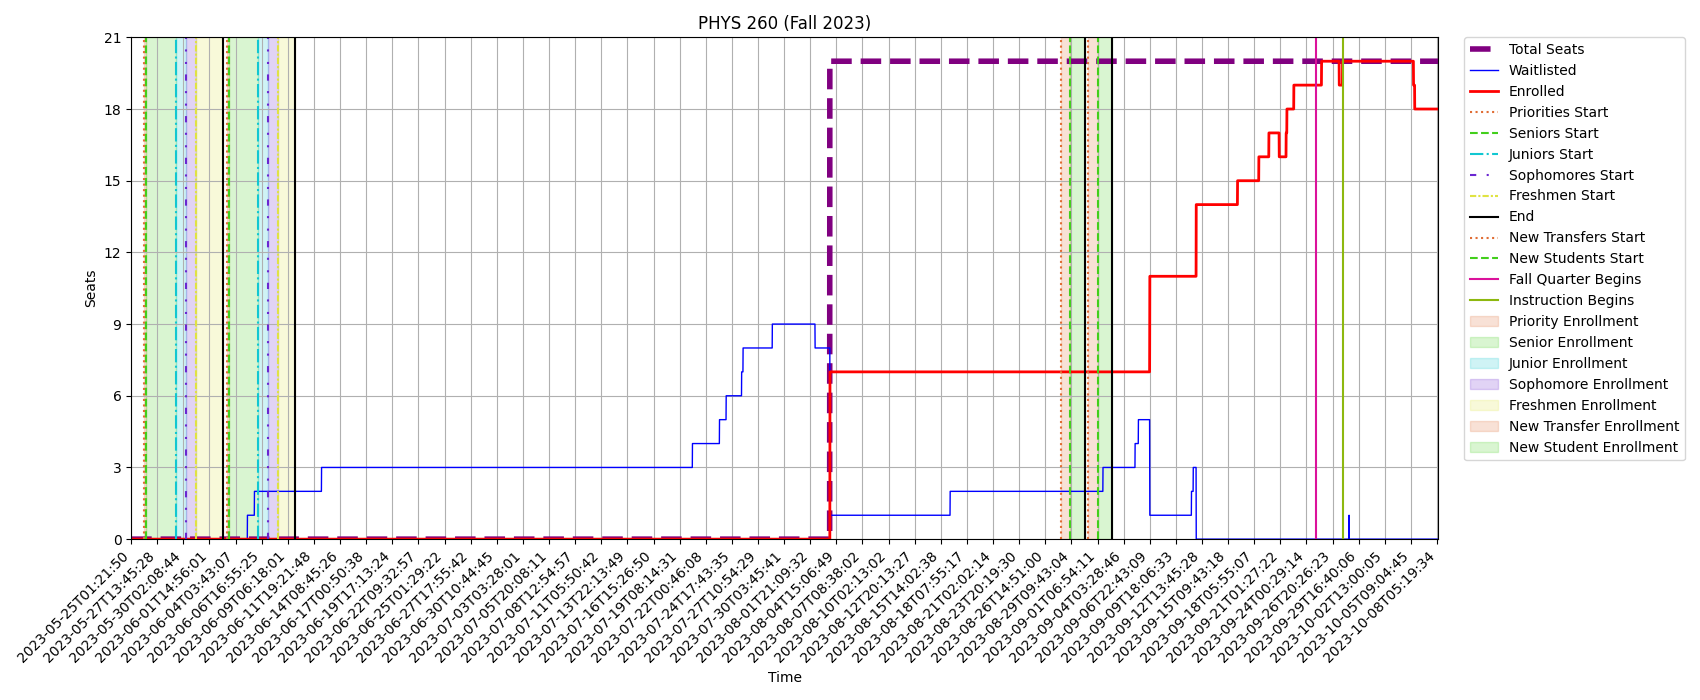 PHYS 260 (Fall 2023)
21
18
15
12
9
6
3
0
Seats
2023-05-25T01:21:50
2023-05-27T13:45:28
2023-05-30T02:08:44
2023-06-01T14:56:01
2023-06-04T03:43:07
2023-06-06T16:55:25
2023-06-09T06:18:01
2023-06-11T19:21:48
2023-06-14T08:45:26
2023-06-17T00:50:38
2023-06-19T17:13:24
2023-06-22T09:32:57
2023-06-25T01:29:22
2023-06-27T17:55:42
2023-06-30T10:44:45
2023-07-03T03:28:01
2023-07-05T20:08:11
2023-07-08T12:54:57
2023-07-11T05:50:42
2023-07-13T22:13:49
2023-07-16T15:26:50
2023-07-19T08:14:31
2023-07-22T00:46:08
2023-07-24T17:43:35
2023-07-27T10:54:29
2023-07-30T03:45:41
2023-08-01T21:09:32
2023-08-04T15:06:49
2023-08-07T08:38:02
2023-08-10T02:13:02
2023-08-12T20:13:27
2023-08-15T14:02:38
2023-08-18T07:55:17
2023-08-21T02:02:14
2023-08-23T20:19:30
2023-08-26T14:51:00
2023-08-29T09:43:04
2023-09-01T06:54:11
2023-09-04T03:28:46
2023-09-06T22:43:09
2023-09-09T18:06:33
2023-09-12T13:45:28
2023-09-15T09:43:18
2023-09-18T05:55:07
2023-09-21T01:27:22
2023-09-24T00:29:14
2023-09-26T20:26:23
2023-09-29T16:40:06
2023-10-02T13:00:05
2023-10-05T09:04:45
2023-10-08T05:19:34
Time
Total Seats
Waitlisted
Enrolled
Priorities Start
Seniors Start
Juniors Start
Sophomores Start
Freshmen Start
End
New Transfers Start
New Students Start
Fall Quarter Begins
Instruction Begins
Priority Enrollment
Senior Enrollment
Junior Enrollment
Sophomore Enrollment
Freshmen Enrollment
New Transfer Enrollment
New Student Enrollment